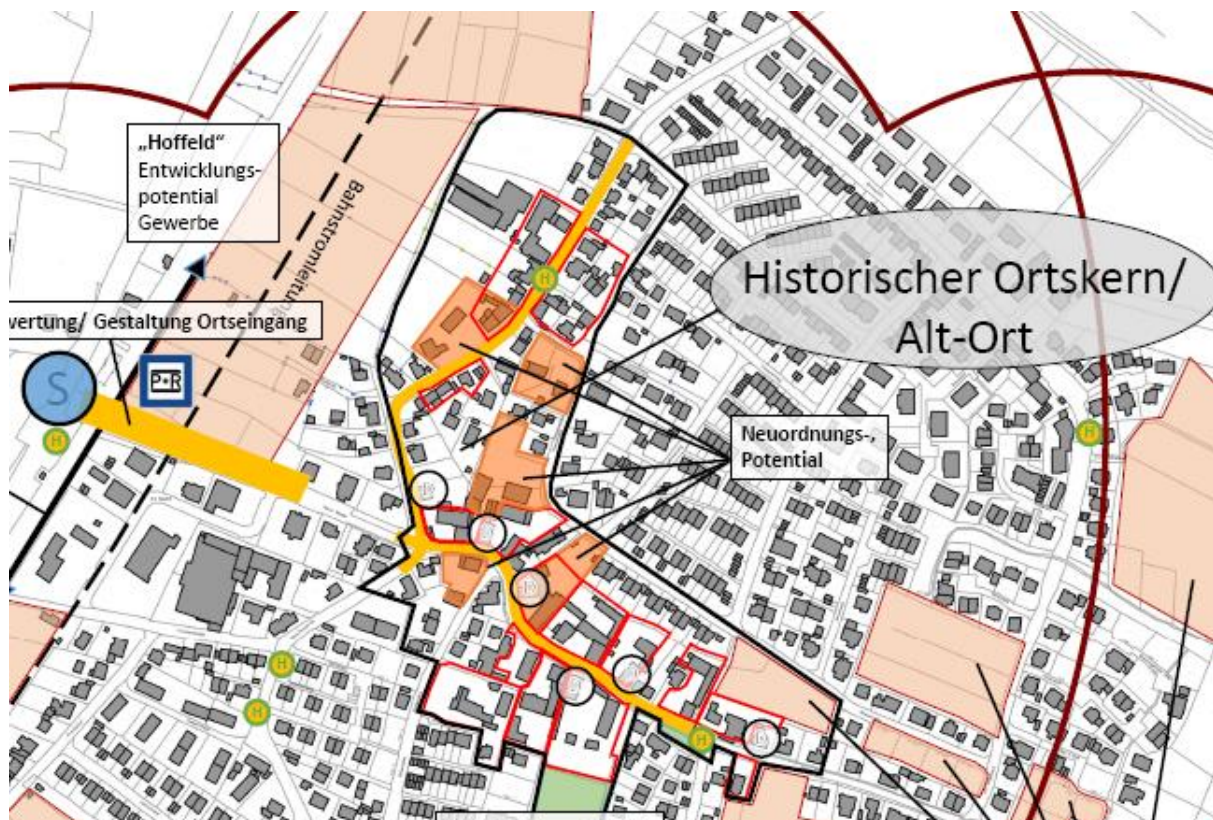 „Hoffeld“
Entwicklungs-
potential
Gewerbe
Bahnstromleitung
wertung/ Gestaltung Ortseingang
S
P+R
H
H
Historischer Ortskern/
Alt-Ort
H
Neuordnungs-,
Potential
D
D
D
H
H
D
D
H
D